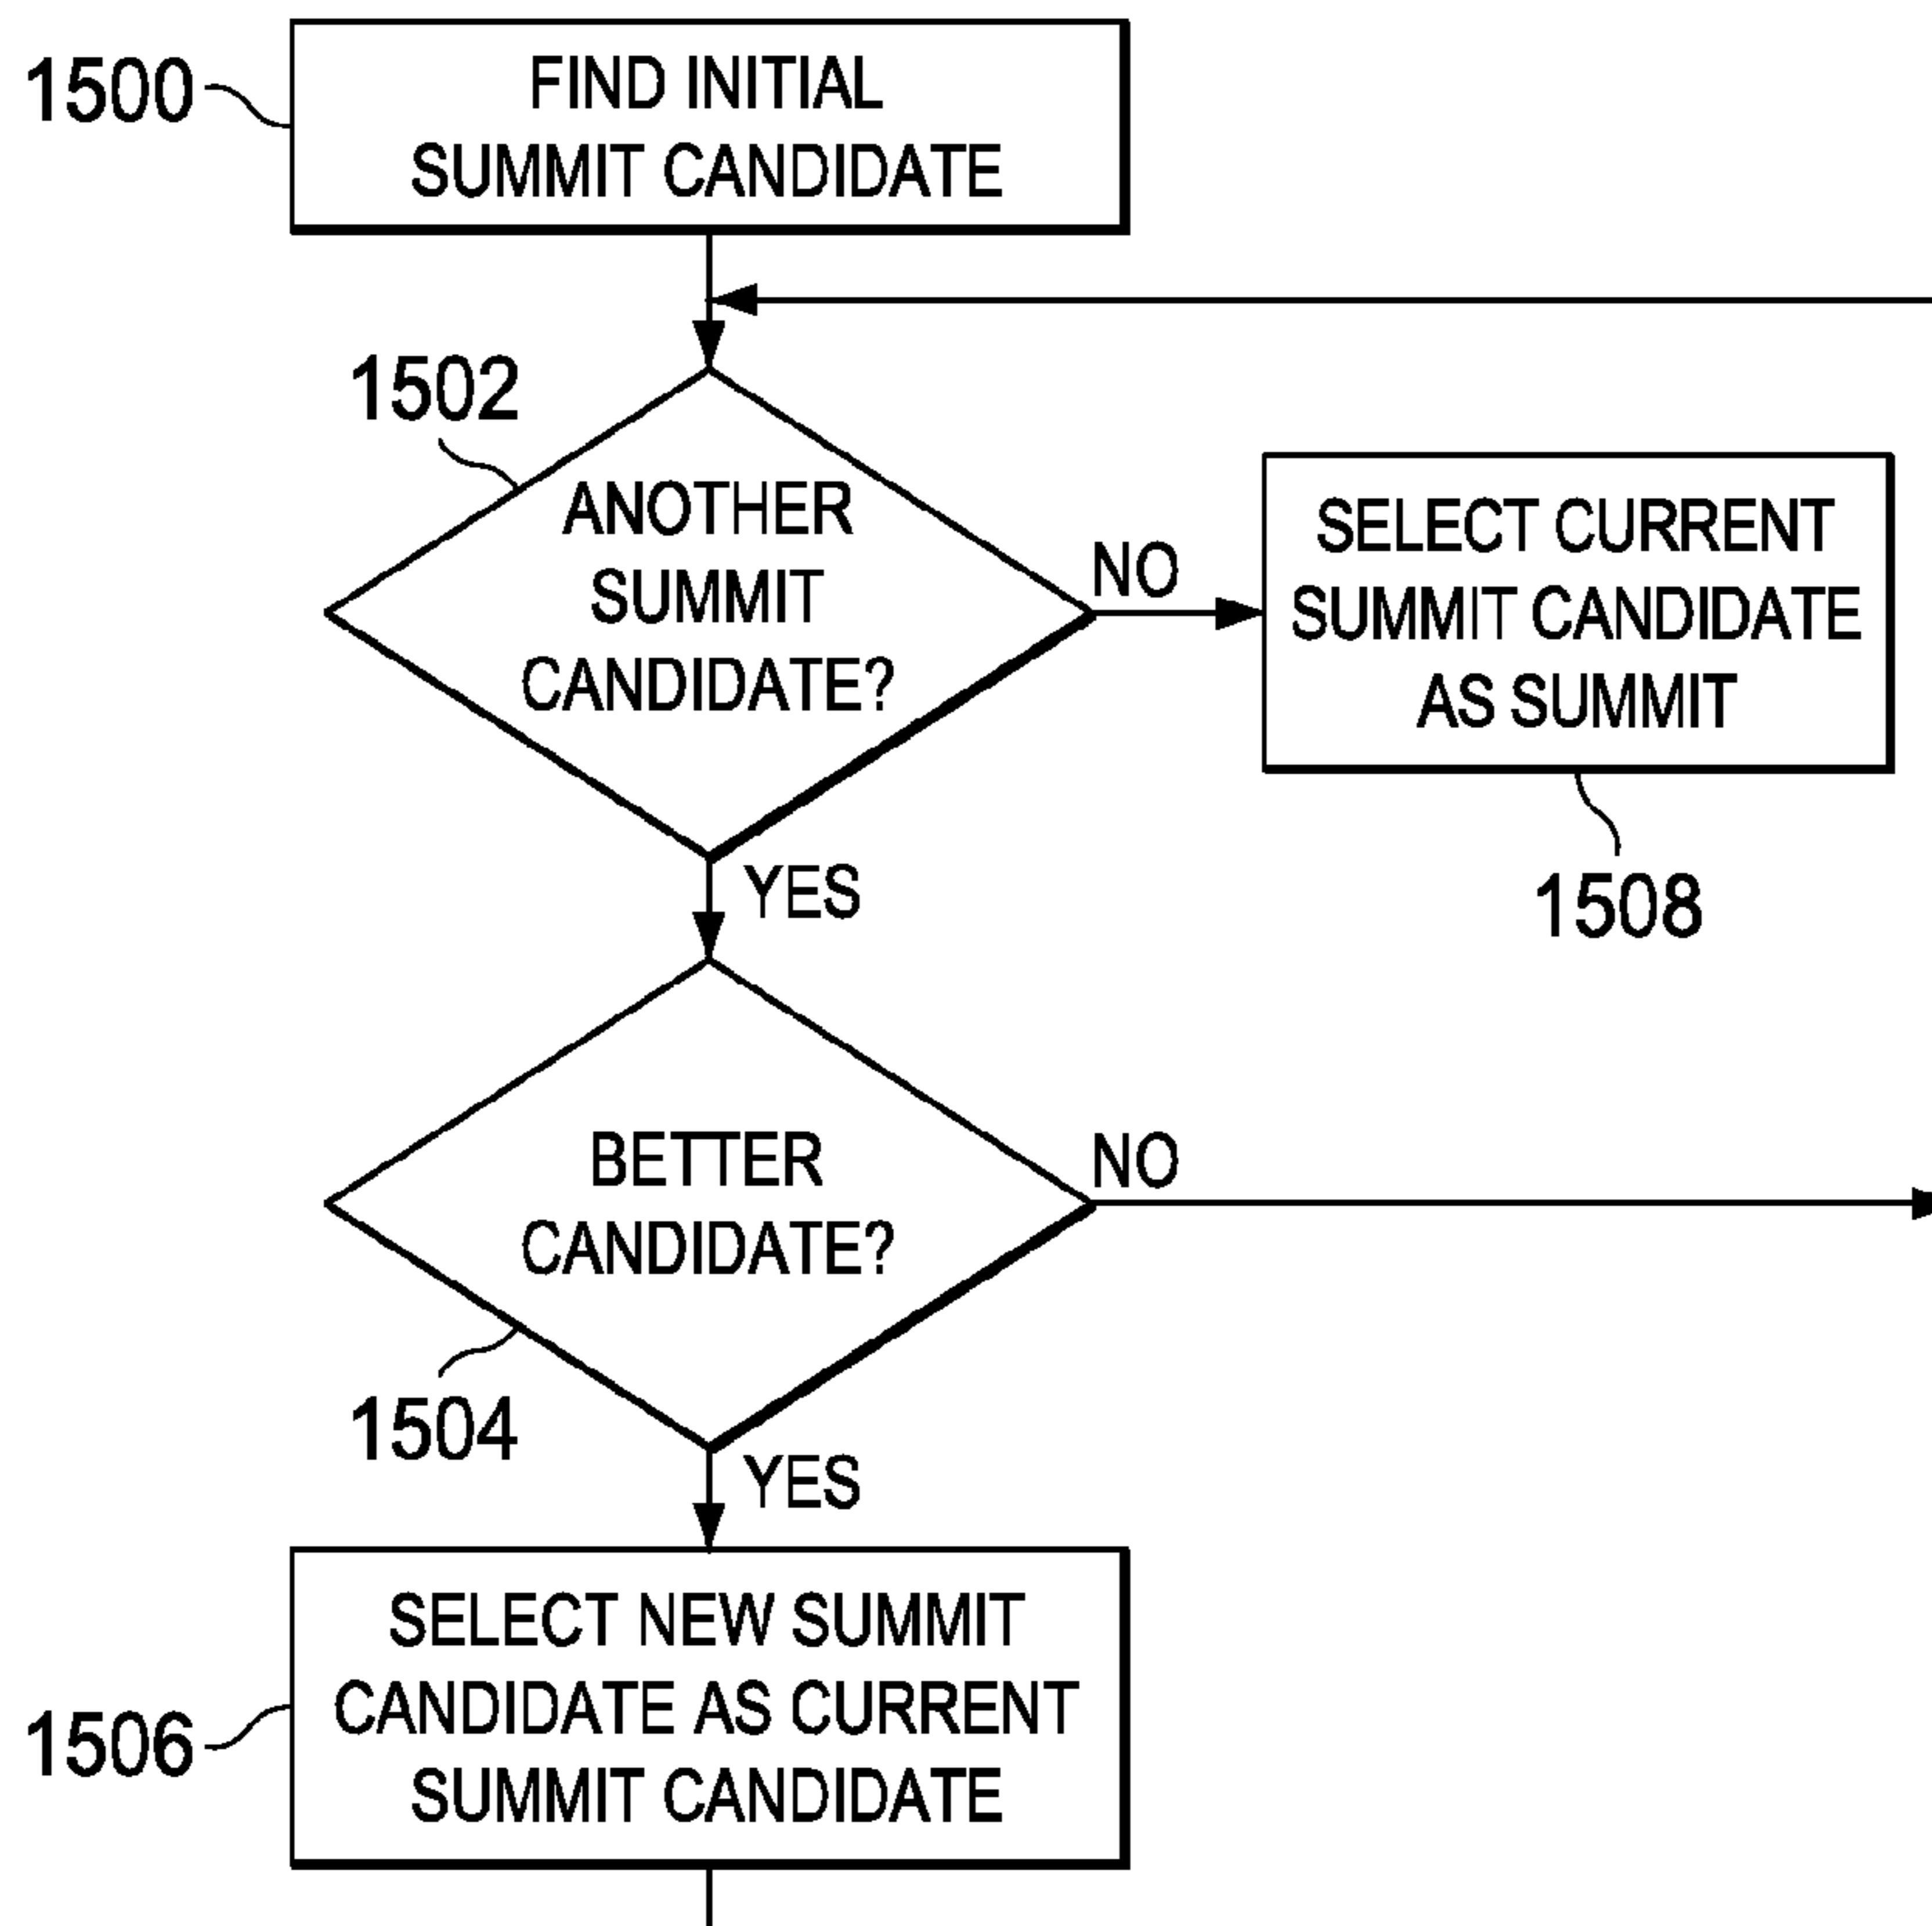 1500
FIND INITIAL
SUMMIT CANDIDATE
1502
ANOTHER
SUMMIT
CANDIDATE?
NO
SELECT CURRENT
SUMMIT CANDIDATE
AS SUMMIT
1508
YES
BETTER
CANDIDATE?
NO
1504
YES
SELECT NEW SUMMIT
CANDIDATE AS CURRENT
SUMMIT CANDIDATE
1506